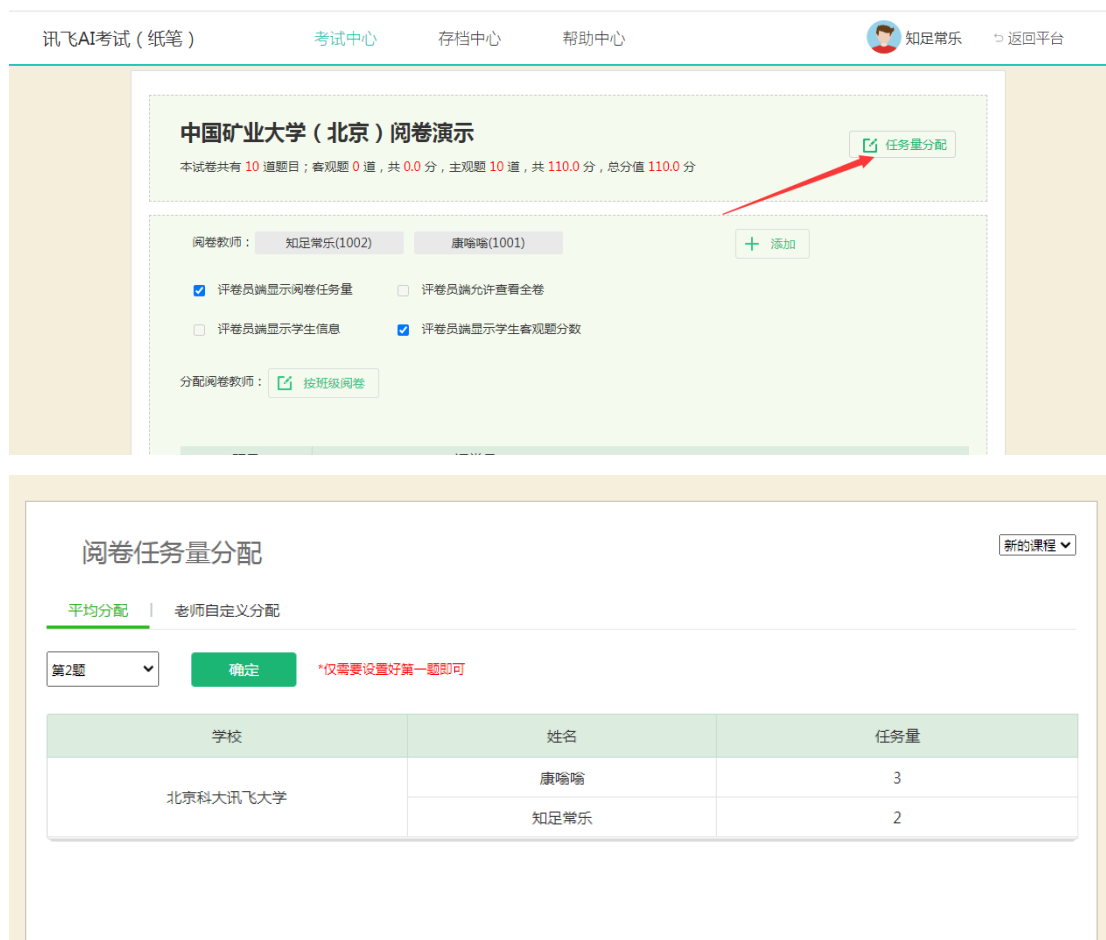 讯飞AI考试（纸笔） 考试中心 存档中心 帮助中心 知足常乐 返回平台
中国矿业大学（北京）阅卷演示
任务量分配
本试卷共有 10 道题目；客观题 0 道，共 0.0 分，主观题 10 道，共 110.0 分，总分值 110.0 分
阅卷教师： 知足常乐(1002) 康嗡嗡(1001) 添加
评卷员端显示阅卷任务量 评卷员端允许查看全卷
评卷员端显示学生信息 评卷员端显示学生客观题分数
分配阅卷教师： 按班级阅卷
阅卷任务量分配 新的课程
平均分配 | 老师自定义分配
第2题 确定 *仅需要设置好第一题即可
学校 姓名 任务量
北京科大讯飞大学 康嗡嗡 3
知足常乐 2